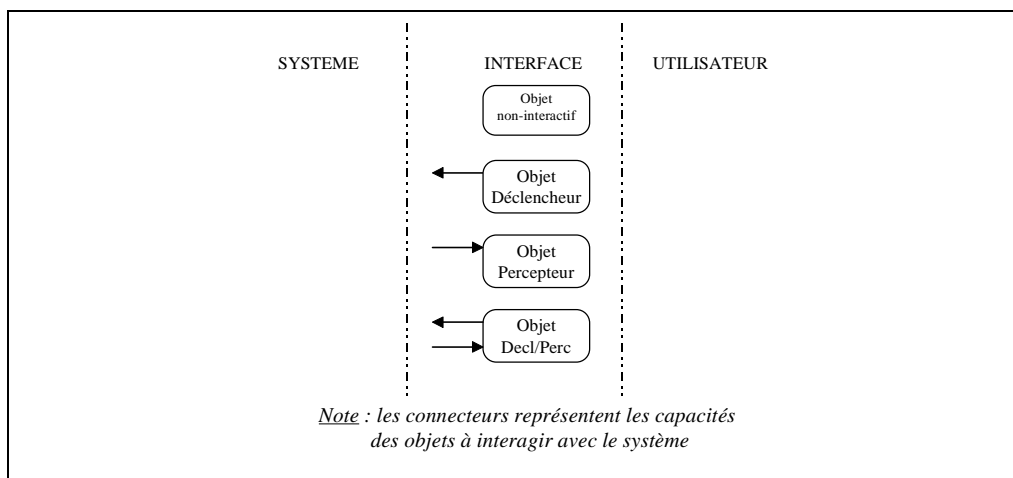 SYSTEME INTERFACE UTILISATEUR
Objet
non-interactif
Objet
Déclencheur
Objet
Percepteur
Objet
Decl/Perc
Note : les connecteurs représentent les capacités
des objets à interagir avec le système